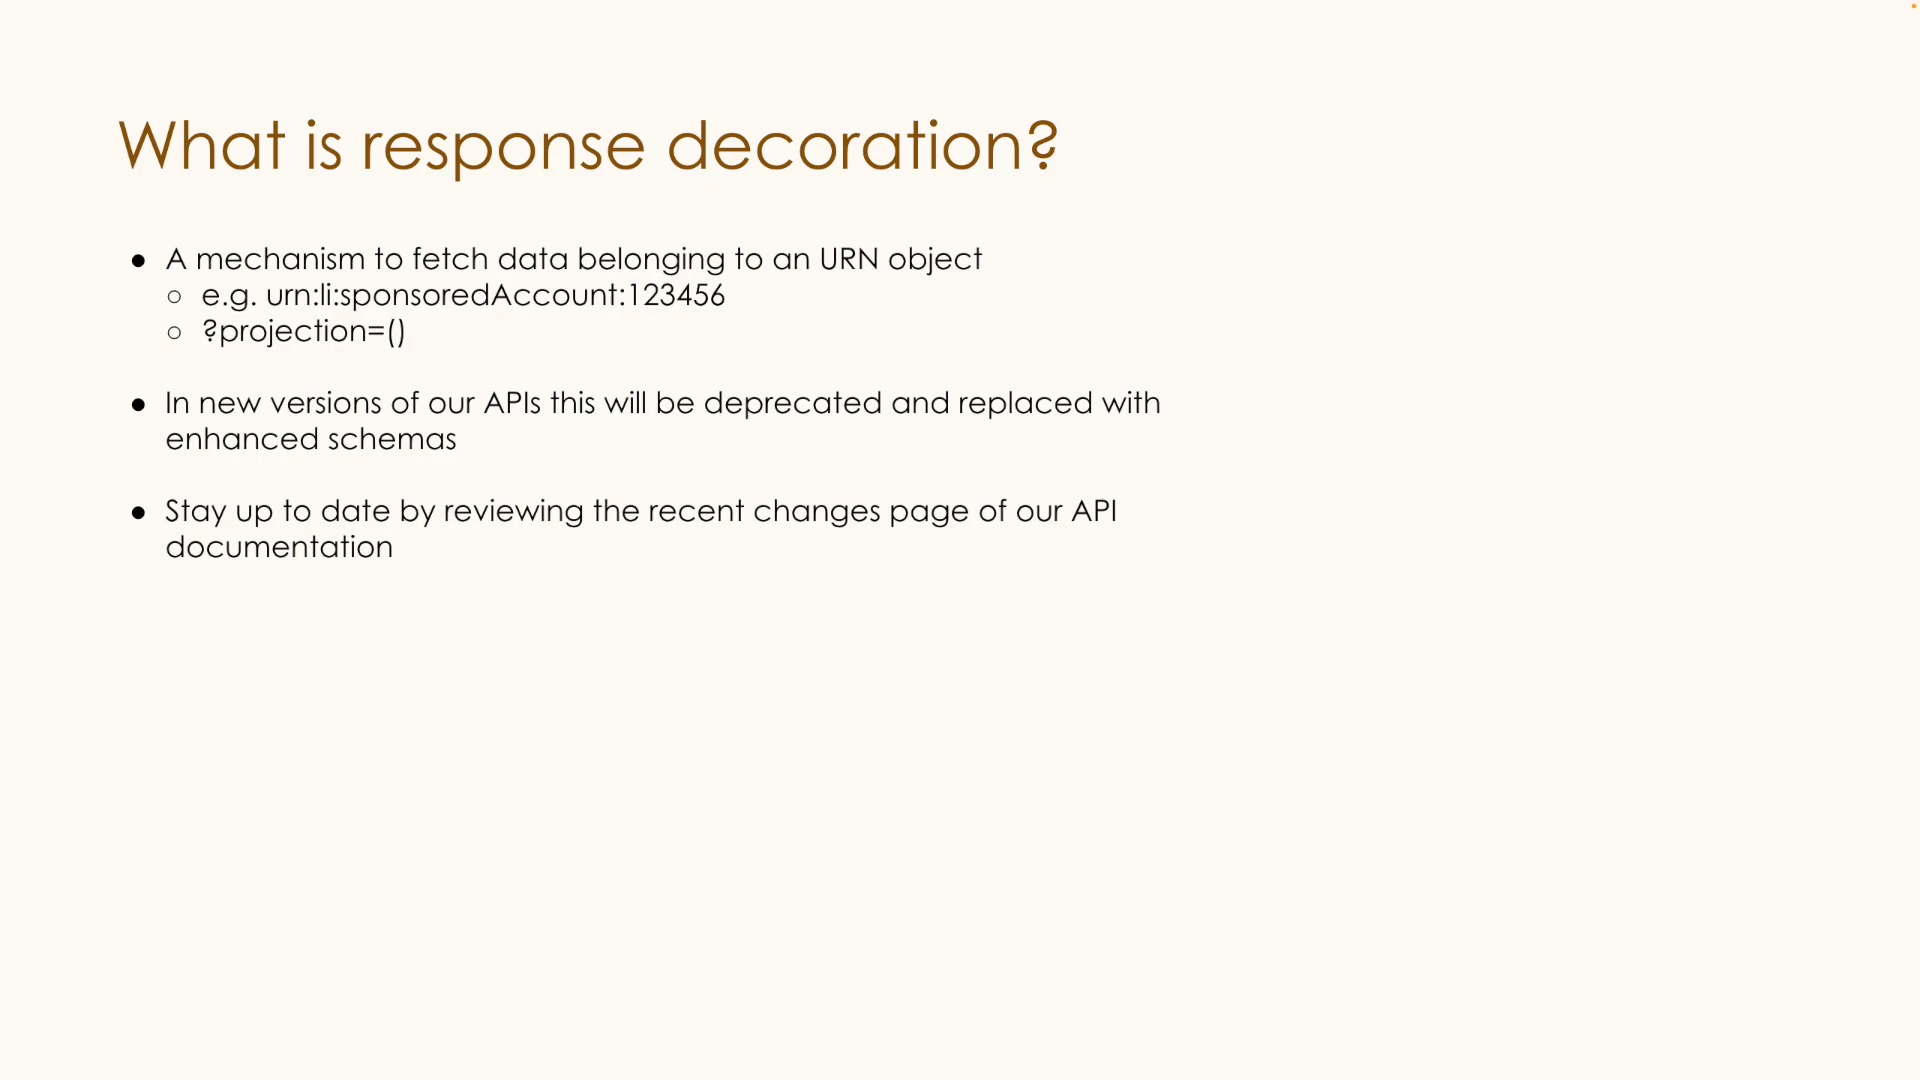 What is response decoration?
● A mechanism to fetch data belonging to an URN object
○ e.g. urn:li:sponsoredAccount:123456
○ ?projection=()
● In new versions of our APIs this will be deprecated and replaced with
enhanced schemas
● Stay up to date by reviewing the recent changes page of our API
documentation